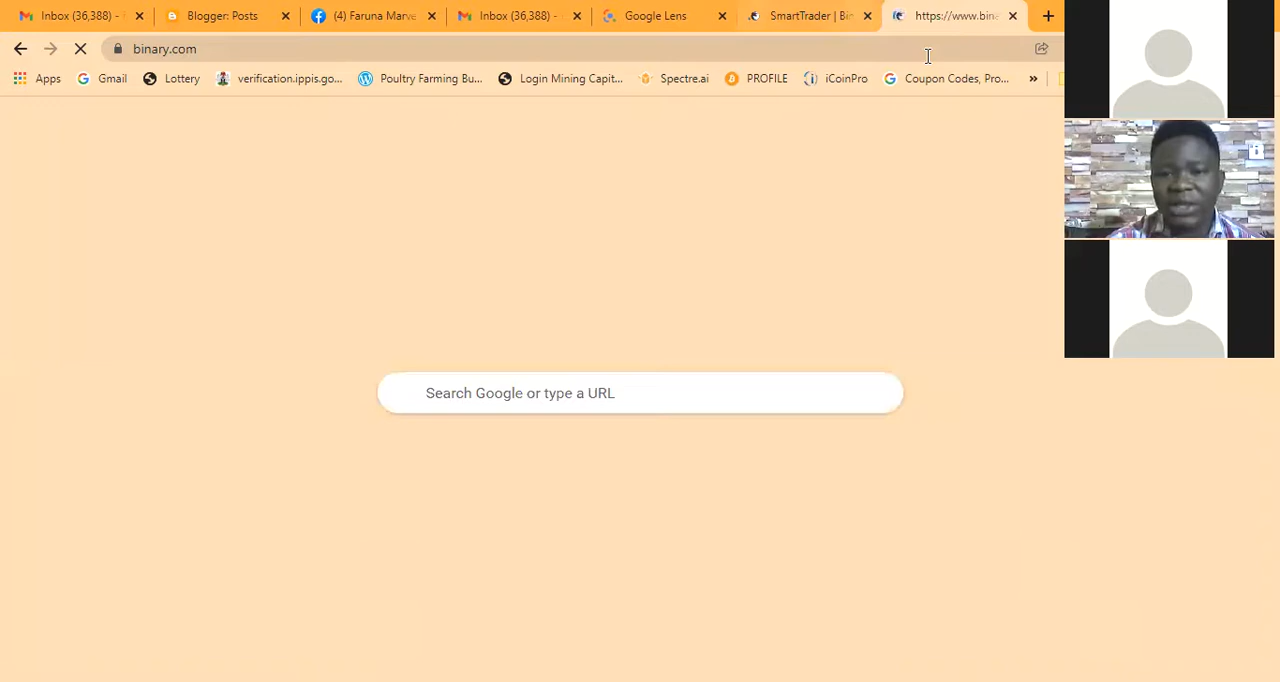 Inbox (36,388) -
Blogger: Posts
(4) Faruna Marve
Inbox (36,388) -
Google Lens
SmartTrader | Bin
https://www.bina
binary.com
Apps
Gmail
Lottery
verification.ippis.go...
Poultry Farming Bu...
Login Mining Capit...
Spectre.ai
PROFILE
iCoinPro
Coupon Codes, Pro...
»
Search Google or type a URL